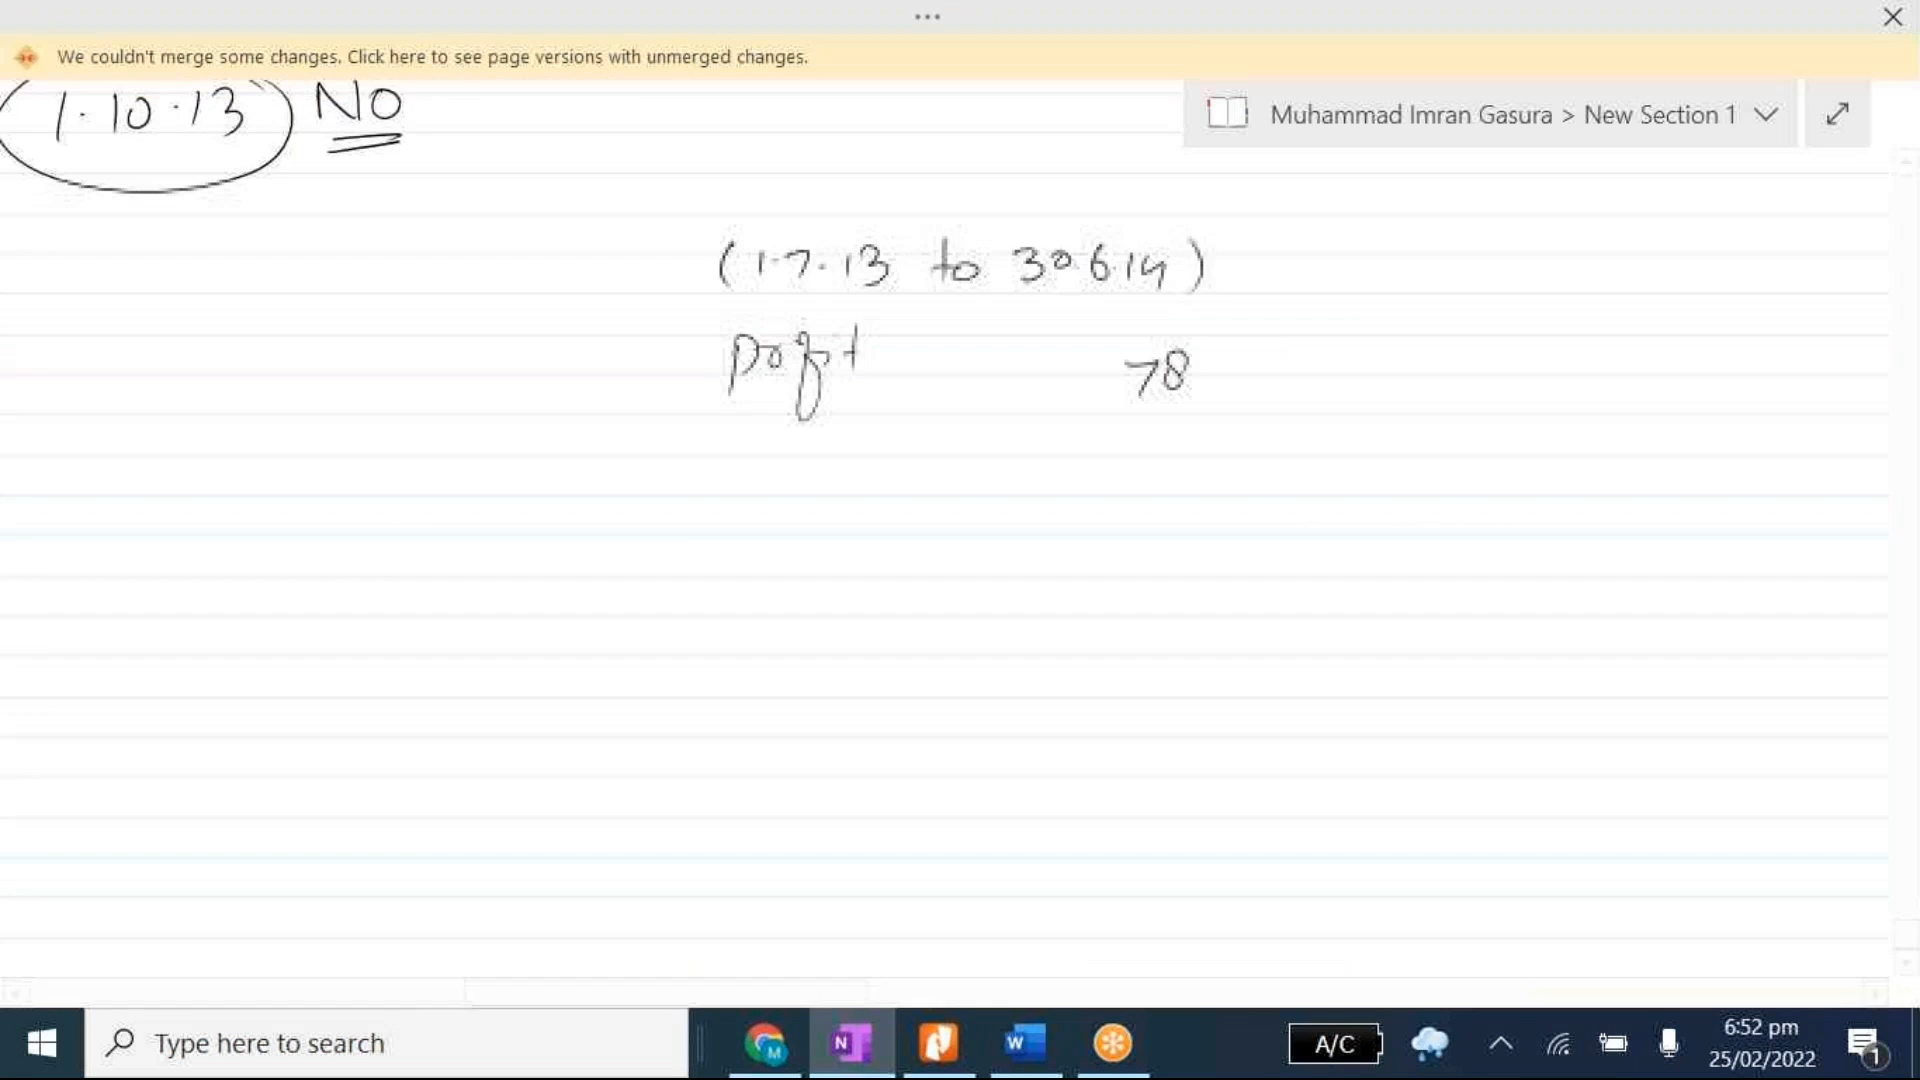 We couldn't merge some changes. Click here to see page versions with unmerged changes.
1.10.13 NO
Muhammad Imran Gasura > New Section 1
(1.7.13 to 30.6.14)
Profit 78
Type here to search
A/C
6:52 pm
25/02/2022
1